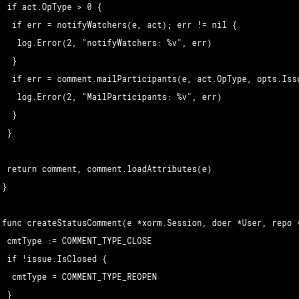 if act.OpType > 0 {
if err = notifyWatchers(e, act); err != nil {
log.Error(2, "notifyWatchers: %v", err)
}
if err = comment.mailParticipants(e, act.OpType, opts.Issu
log.Error(2, "MailParticipants: %v", err)
}
}
return comment, comment.loadAttributes(e)
}
func createStatusComment(e *xorm.Session, doer *User, repo *
cmtType := COMMENT_TYPE_CLOSE
if !issue.IsClosed {
cmtType = COMMENT_TYPE_REOPEN
}